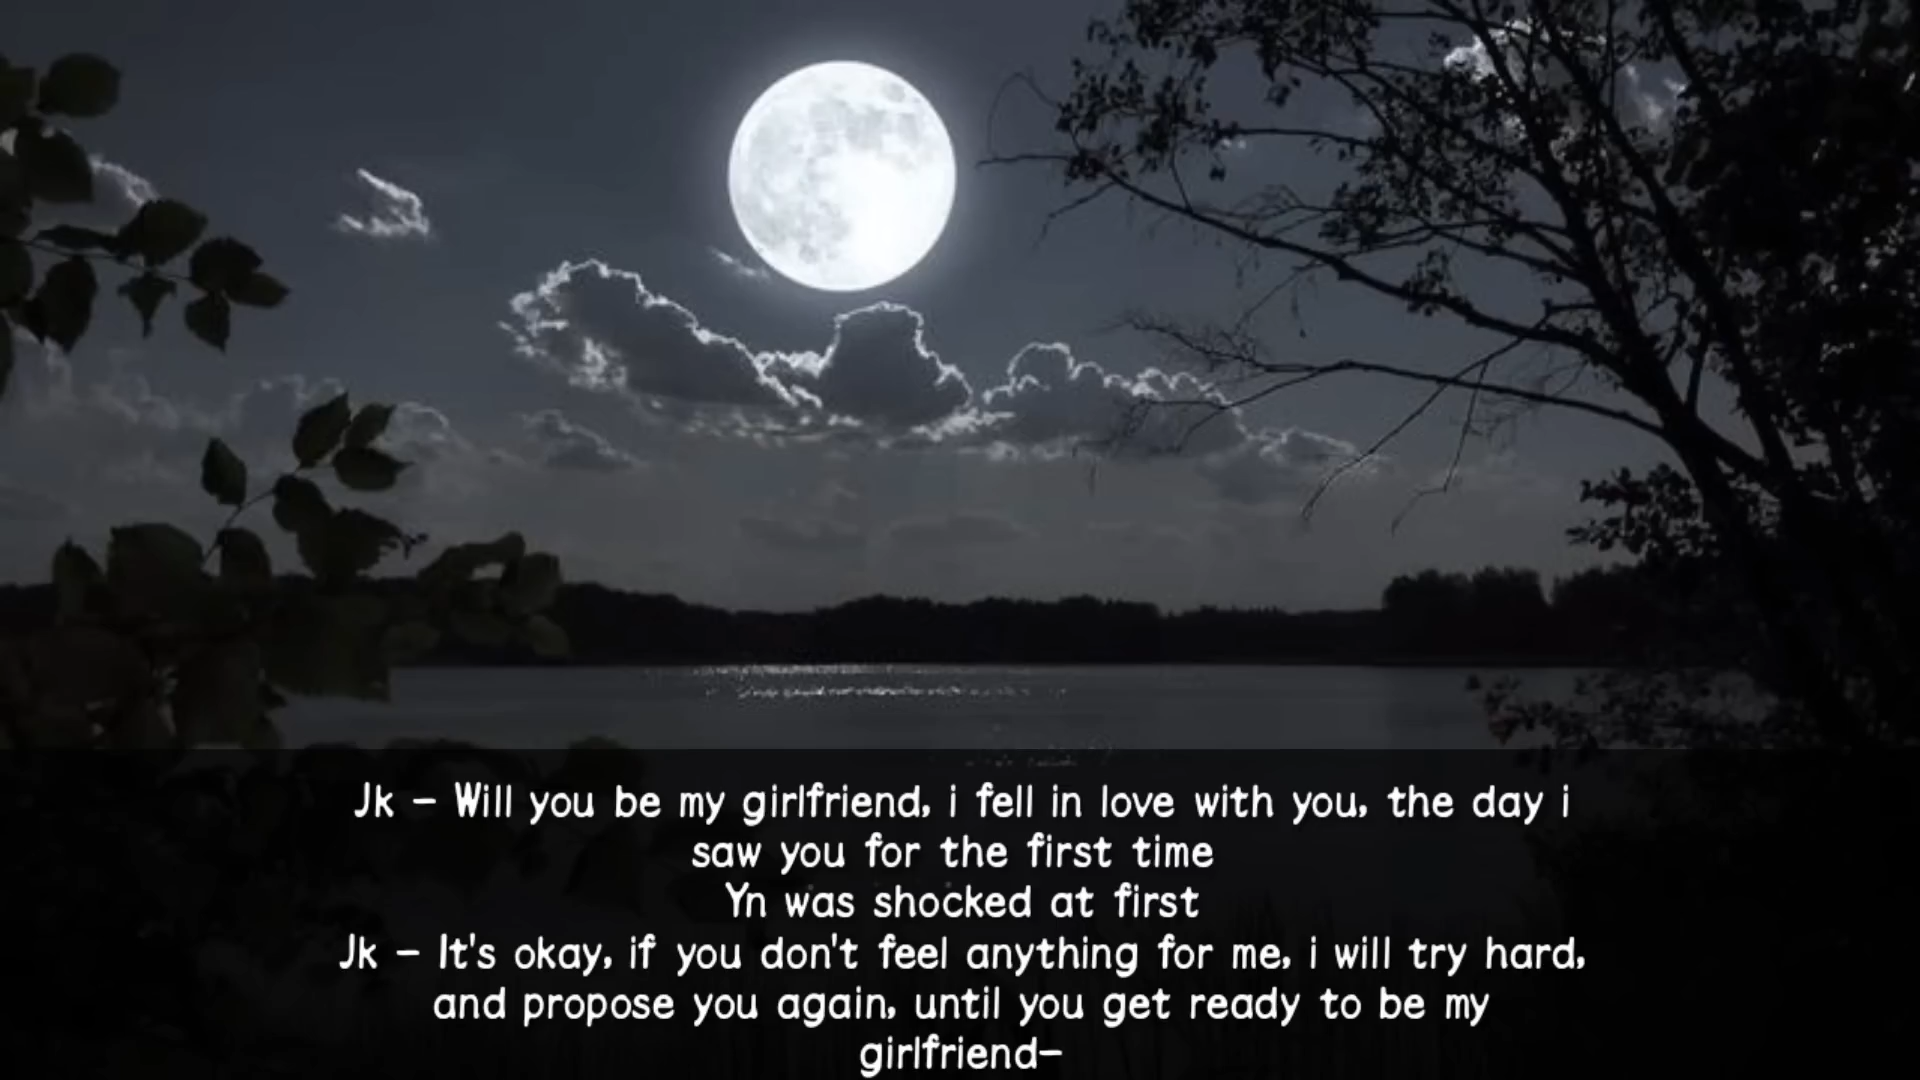 Jk - Will you be my girlfriend, i fell in love with you, the day i
saw you for the first time
Yn was shocked at first
Jk - It's okay, if you don't feel anything for me, i will try hard,
and propose you again, until you get ready to be my
girlfriend-